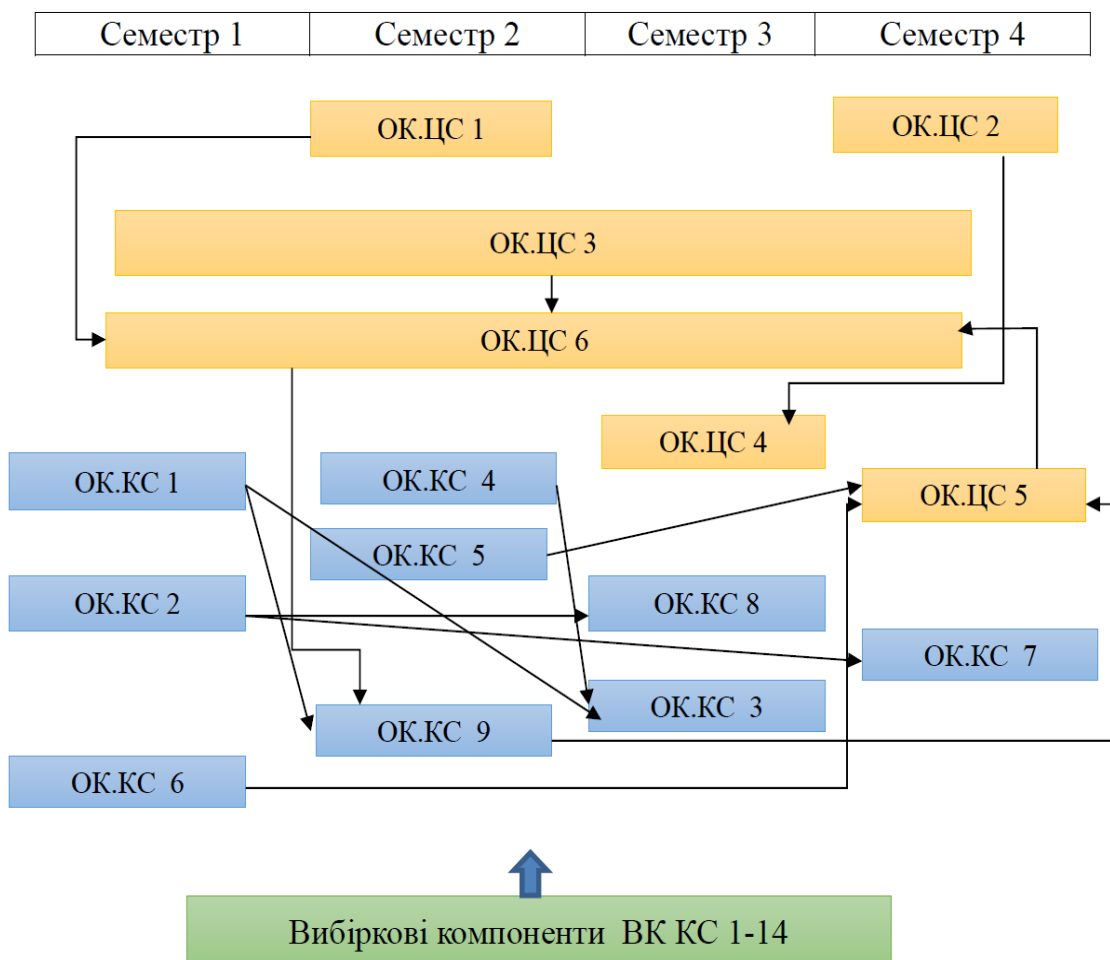 Семестр 1 Семестр 2 Семестр 3 Семестр 4
ОК.ЦС 1
ОК.ЦС 2
ОК.ЦС 3
ОК.ЦС 6
ОК.ЦС 4
ОК.КС 1
ОК.КС 4
ОК.ЦС 5
ОК.КС 5
ОК.КС 2
ОК.КС 8
ОК.КС 7
ОК.КС 3
ОК.КС 9
ОК.КС 6
Вибіркові компоненти ВК КС 1-14